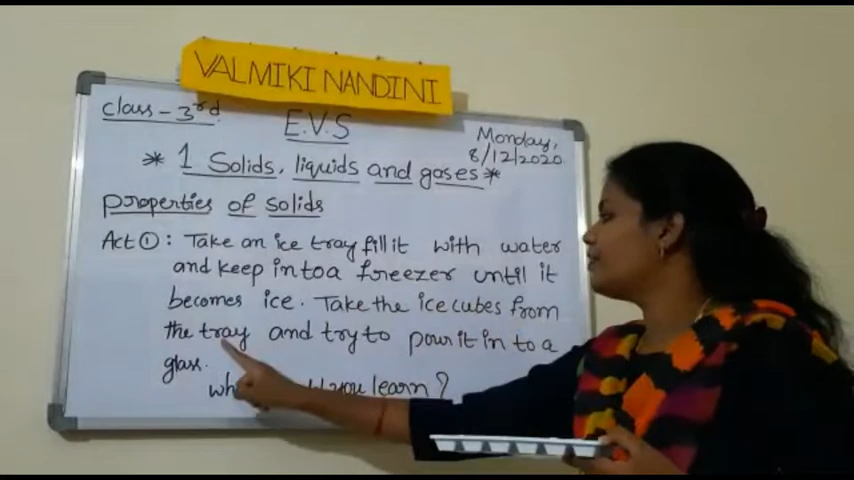 VALMIKI NANDINI
Class - 3rd
E.V.S
Monday,
8/12/2020
* 1 Solids, liquids and gases *
properties of solids
Act ①: Take an ice tray fill it with water
and keep in to a freezer until it
becomes ice. Take the ice cubes from
the tray and try to pour it in to a
glass.
you learn?